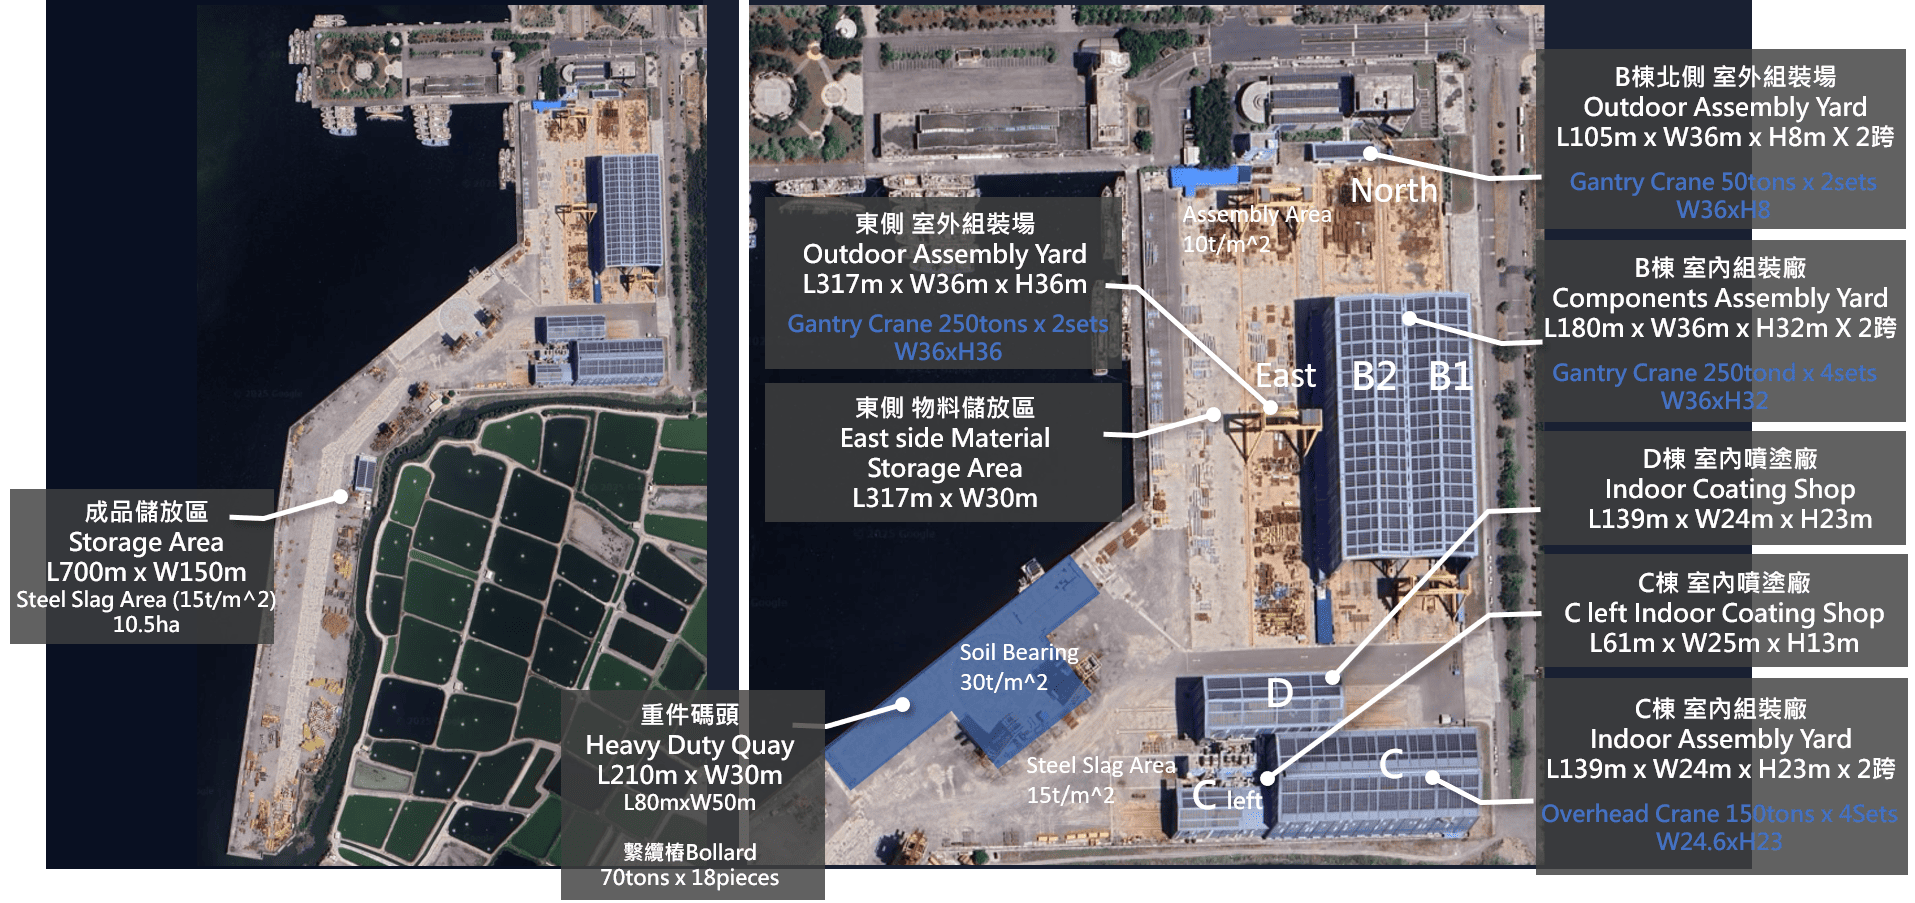 成品儲放區
Storage Area
L700m x W150m
Steel Slag Area (15t/m^2)
10.5ha
重件碼頭
Heavy Duty Quay
L210m x W30m
L80mxW50m
繫纜樁Bollard
70tons x 18pieces
東側 室外組裝場
Outdoor Assembly Yard
L317m x W36m x H36m
Gantry Crane 250tons x 2sets
W36xH36
東側 物料儲放區
East side Material
Storage Area
L317m x W30m
North
Assembly Area
10t/m^2
East
B2
B1
Soil Bearing
30t/m^2
D
Steel Slag Area
15t/m^2
C left
C
B棟北側 室外組裝場
Outdoor Assembly Yard
L105m x W36m x H8m X 2跨
Gantry Crane 50tons x 2sets
W36xH8
B棟 室內組裝廠
Components Assembly Yard
L180m x W36m x H32m X 2跨
Gantry Crane 250tond x 4sets
W36xH32
D棟 室內噴塗廠
Indoor Coating Shop
L139m x W24m x H23m
C棟 室內噴塗廠
C left Indoor Coating Shop
L61m x W25m x H13m
C棟 室內組裝廠
Indoor Assembly Yard
L139m x W24m x H23m x 2跨
Overhead Crane 150tons x 4Sets
W24.6xH23
© 2025 Google
© 2025 Google